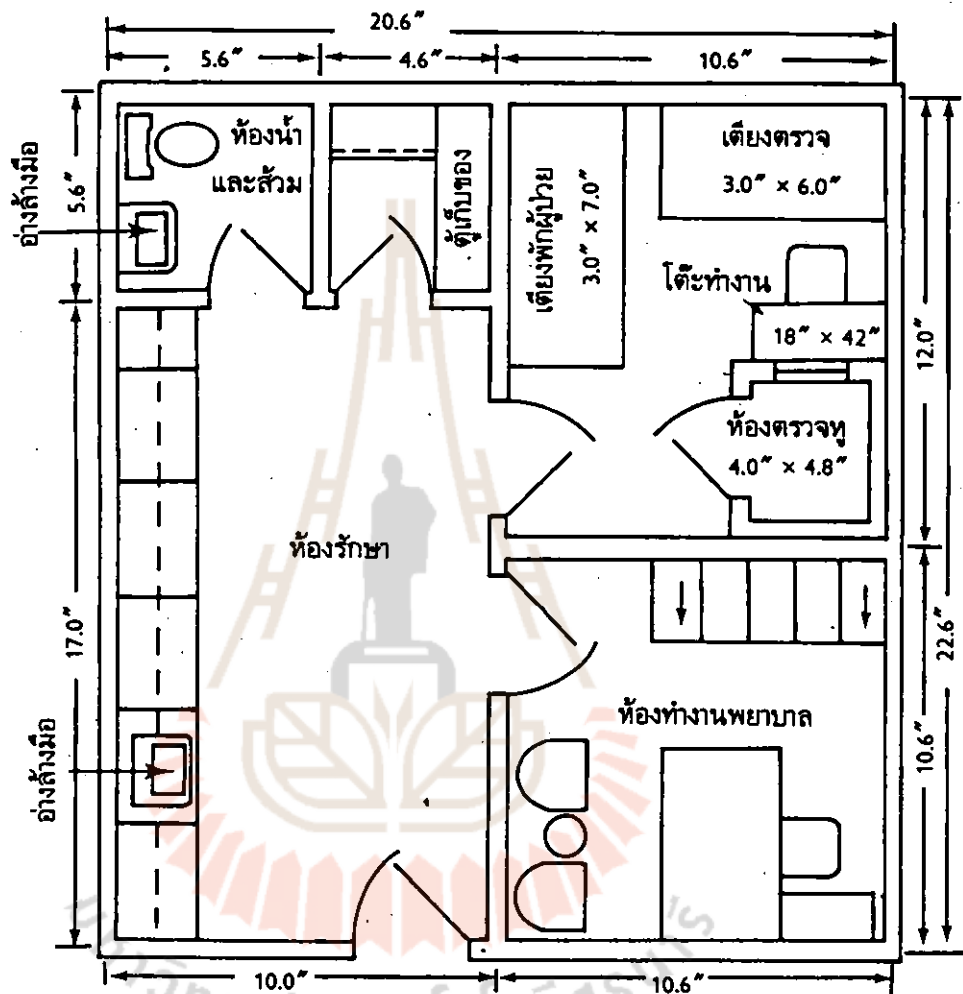 20.6″
5.6″
4.6″
10.6″
ห้องน้ำ
และส้วม
5.6″
อ่างล้างมือ
ตู้เก็บของ
เตียงพักผู้ป่วย
3.0″ × 7.0″
เตียงตรวจ
3.0″ × 6.0″
โต๊ะทำงาน
18″ × 42″
12.0″
ห้องตรวจหู
4.0″ × 4.8″
ห้องรักษา
17.0″
22.6″
ห้องทำงานพยาบาล
10.6″
อ่างล้างมือ
10.0″
10.6″